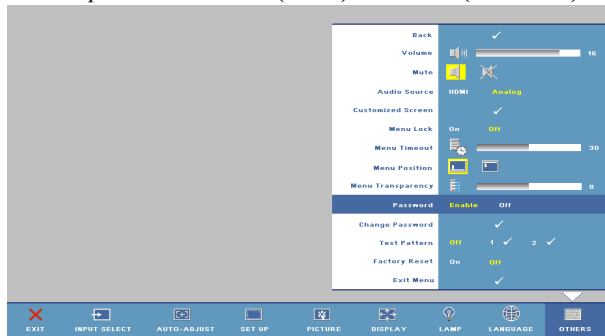 Back
Volume 16
Mute
Audio Source HDMI Analog
Customized Screen
Menu Lock On Off
Menu Timeout 30
Menu Position
Menu Transparency 0
Password Enable Off
Change Password
Test Pattern Off 1 2
Factory Reset On Off
Exit Menu
EXIT INPUT SELECT AUTO-ADJUST SET UP PICTURE DISPLAY LAMP LANGUAGE OTHERS